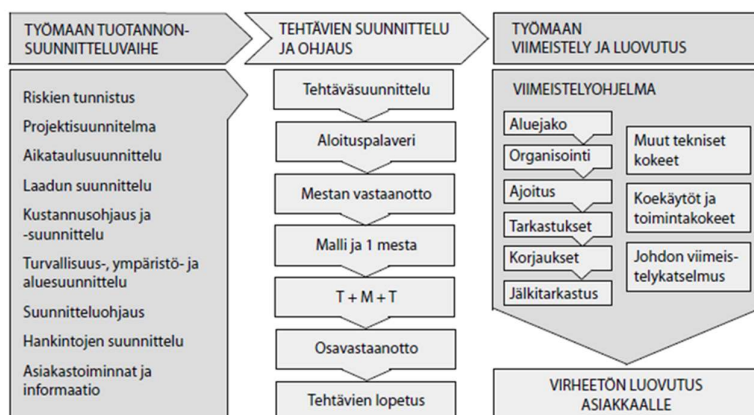 TYÖMAAN TUOTANNON-
SUUNNITTELUVAIHE
Riskien tunnistus
Projektisuunnitelma
Aikataulusuunnittelu
Laadun suunnittelu
Kustannusohjaus ja
-suunnittelu
Turvallisuus-, ympäristö- ja
aluesuunnittelu
Suunnitteluohjaus
Hankintojen suunnittelu
Asiakastoiminnat ja
informaatio
TEHTÄVIEN SUUNNITTELU
JA OHJAUS
Tehtäväsuunnittelu
Aloituspalaveri
Mestan vastaanotto
Malli ja 1 mesta
T + M + T
Osavastaanotto
Tehtävien lopetus
TYÖMAAN
VIIMEISTELY JA LUOVUTUS
VIIMEISTELYOHJELMA
Aluejako
Organisointi
Ajoitus
Tarkastukset
Korjaukset
Jälkitarkastus
Muut tekniset
kokeet
Koekäytöt ja
toimintakokeet
Johdon viimeis-
telykatselmus
VIRHEETÖN LUOVUTUS
ASIAKKAALLE